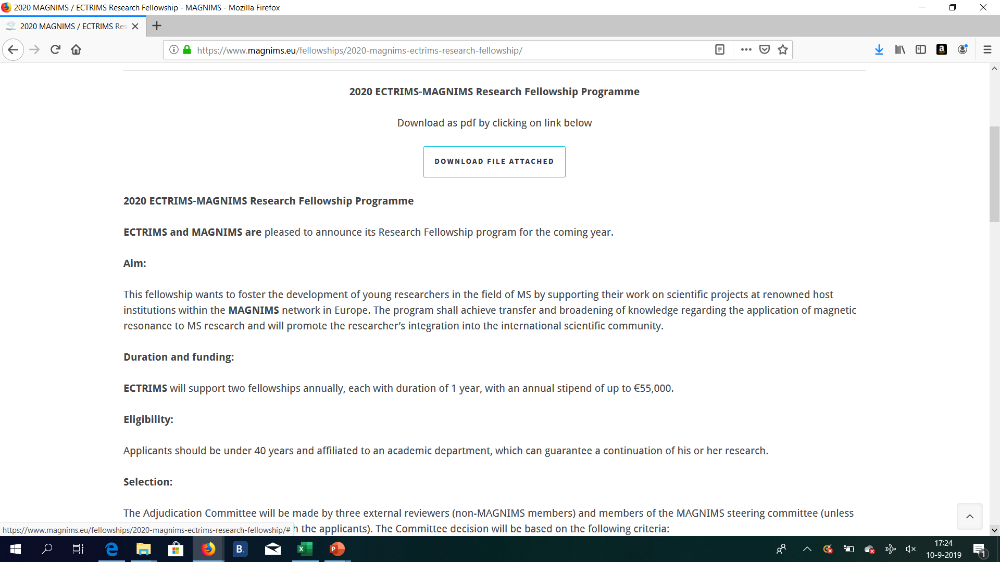 2020 MAGNIMS / ECTRIMS Research Fellowship - MAGNIMS - Mozilla Firefox
2020 MAGNIMS / ECTRIMS Res
https://www.magnims.eu/fellowships/2020-magnims-ectrims-research-fellowship/
2020 ECTRIMS-MAGNIMS Research Fellowship Programme
Download as pdf by clicking on link below
DOWNLOAD FILE ATTACHED
2020 ECTRIMS-MAGNIMS Research Fellowship Programme
ECTRIMS and MAGNIMS are pleased to announce its Research Fellowship program for the coming year.
Aim:
This fellowship wants to foster the development of young researchers in the field of MS by supporting their work on scientific projects at renowned host
institutions within the MAGNIMS network in Europe. The program shall achieve transfer and broadening of knowledge regarding the application of magnetic
resonance to MS research and will promote the researcher’s integration into the international scientific community.
Duration and funding:
ECTRIMS will support two fellowships annually, each with duration of 1 year, with an annual stipend of up to €55,000.
Eligibility:
Applicants should be under 40 years and affiliated to an academic department, which can guarantee a continuation of his or her research.
Selection:
The Adjudication Committee will be made by three external reviewers (non-MAGNIMS members) and members of the MAGNIMS steering committee (unless
h the applicants). The Committee decision will be based on the following criteria:
https://www.magnims.eu/fellowships/2020-magnims-ectrims-research-fellowship/#
B.
17:24
10-9-2019
1